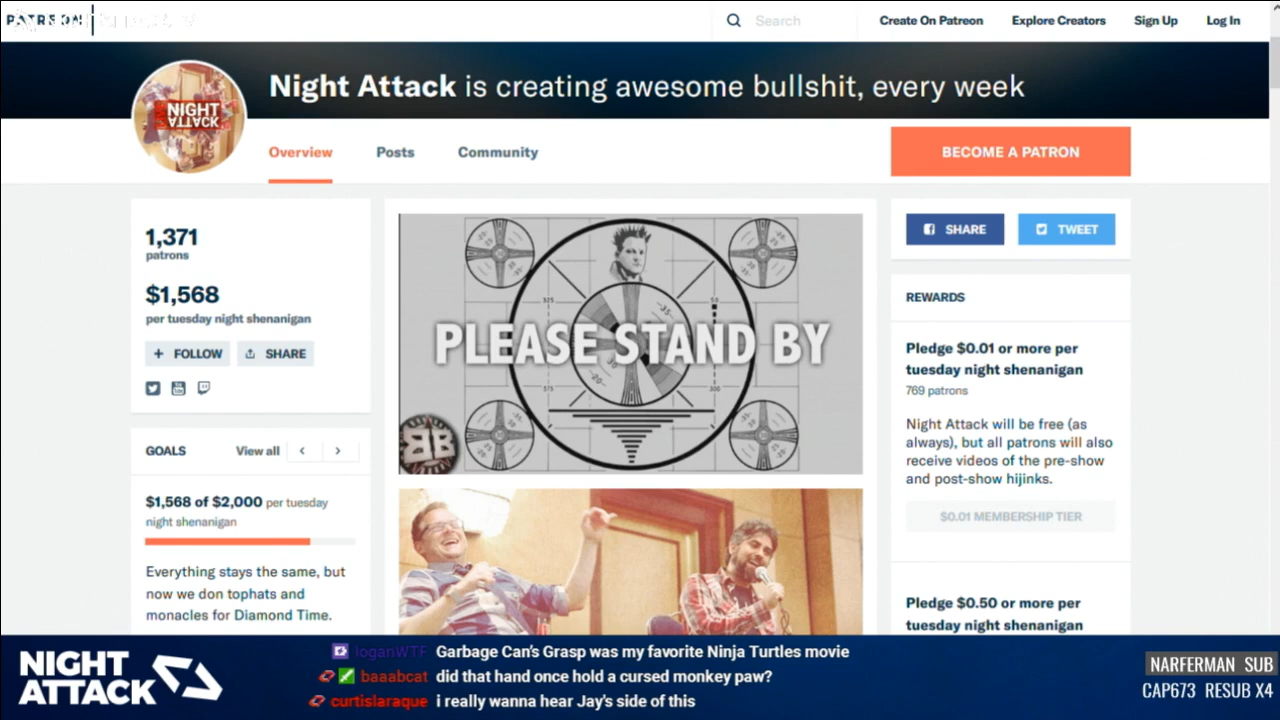 PATREON
Search
Create On Patreon
Explore Creators
Sign Up
Log In
NIGHT
ATTACK
Night Attack is creating awesome bullshit, every week
Overview
Posts
Community
BECOME A PATRON
1,371
patrons
$1,568
per tuesday night shenanigan
+ FOLLOW
SHARE
GOALS
View all
$1,568 of $2,000 per tuesday
night shenanigan
Everything stays the same, but
now we don tophats and
monacles for Diamond Time.
PLEASE STAND BY
BB
SHARE
TWEET
REWARDS
Pledge $0.01 or more per
tuesday night shenanigan
769 patrons
Night Attack will be free (as
always), but all patrons will also
receive videos of the pre-show
and post-show hijinks.
$0.01 MEMBERSHIP TIER
Pledge $0.50 or more per
tuesday night shenanigan
NIGHT
ATTACK
loganWTF Garbage Can's Grasp was my favorite Ninja Turtles movie
baaabcat did that hand once hold a cursed monkey paw?
curtislaraque i really wanna hear Jay's side of this
NARFERMAN SUB
CAP673 RESUB X4